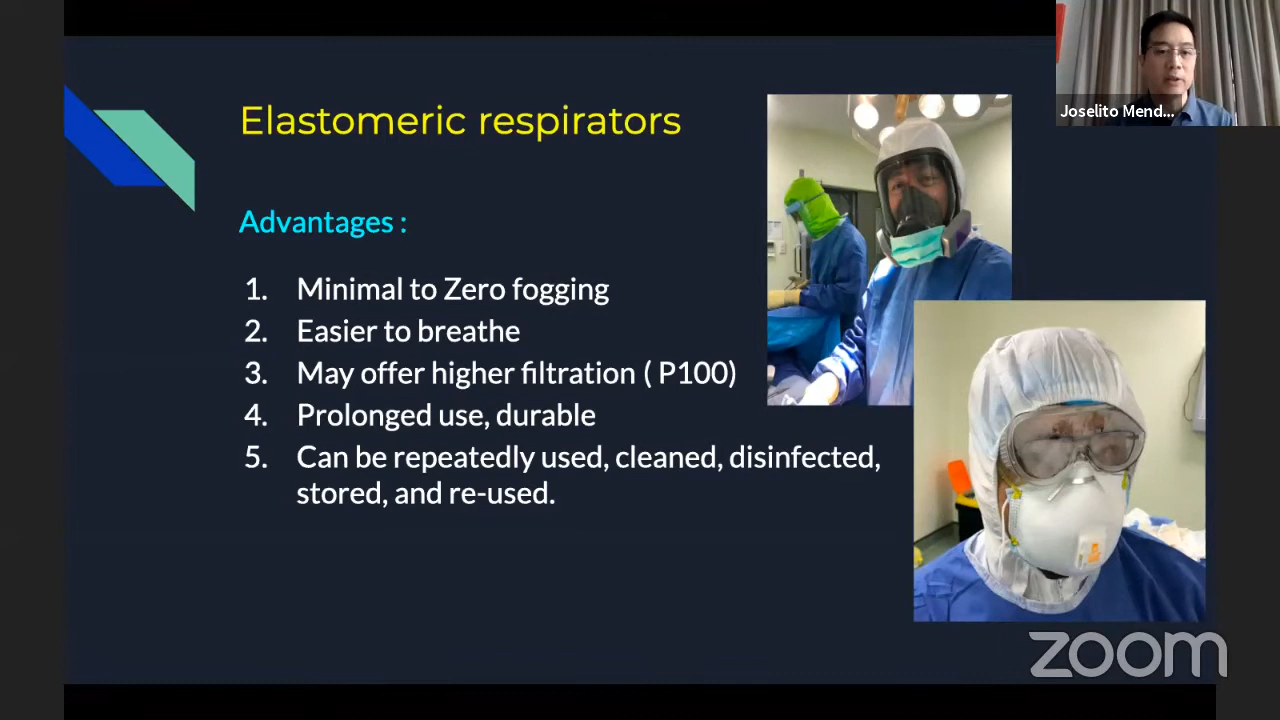 Elastomeric respirators
Joselito Mend...
Advantages :
1. Minimal to Zero fogging
2. Easier to breathe
3. May offer higher filtration ( P100)
4. Prolonged use, durable
5. Can be repeatedly used, cleaned, disinfected,
stored, and re-used.
zoom